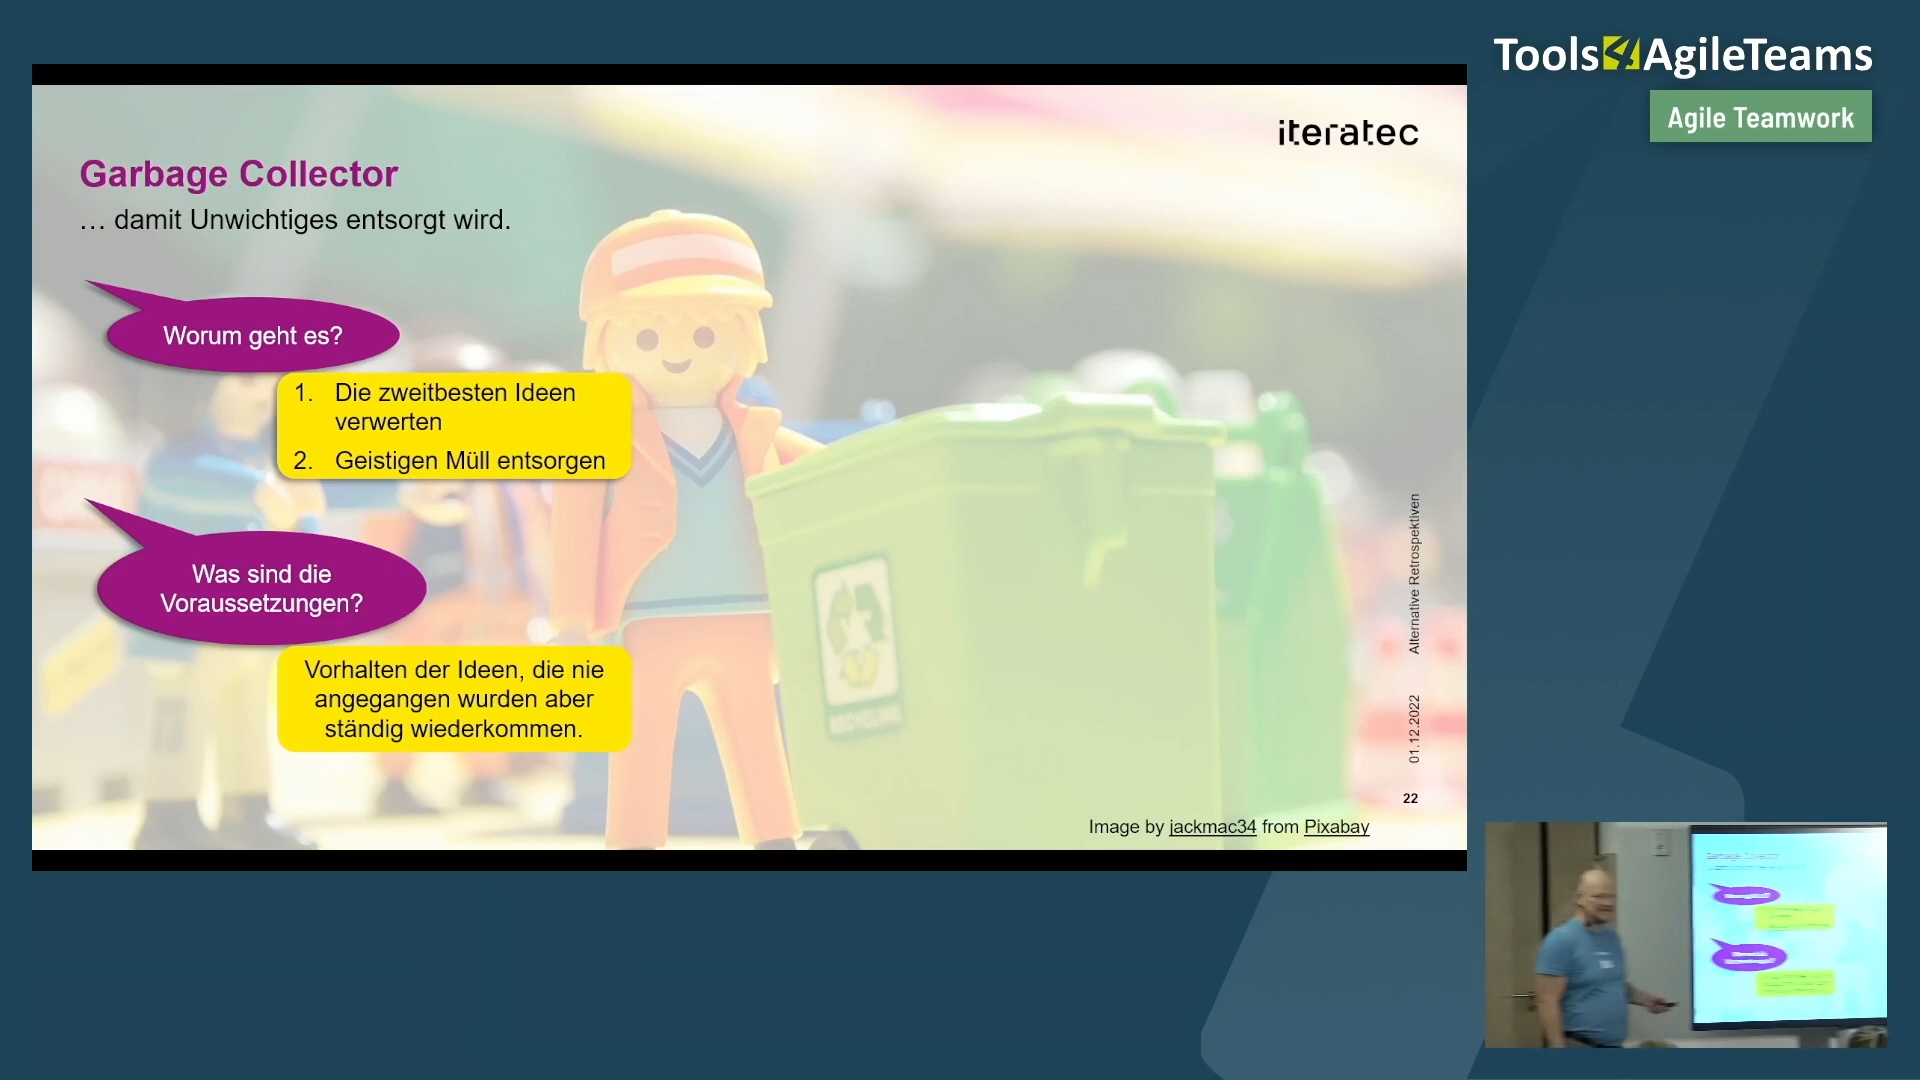 Tools4AgileTeams
Agile Teamwork
iteratec
Garbage Collector
… damit Unwichtiges entsorgt wird.
Worum geht es?
1. Die zweitbesten Ideen
verwerten
2. Geistigen Müll entsorgen
Was sind die
Voraussetzungen?
Vorhalten der Ideen, die nie
angegangen wurden aber
ständig wiederkommen.
RECYCLING
Alternative Retrospektiven
01.12.2022
22
Image by jackmac34 from Pixabay